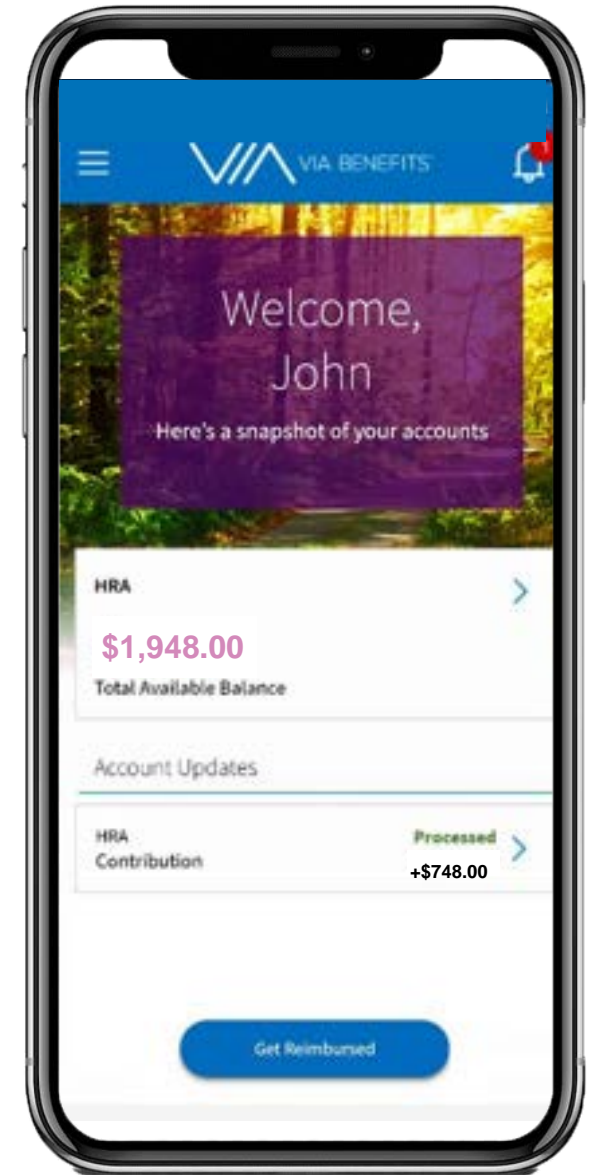 VIA BENEFITS
Welcome,
John
Here's a snapshot of your accounts
HRA
$1,948.00
Total Available Balance
Account Updates
HRA
Processed
Contribution
+$748.00
Get Reimbursed